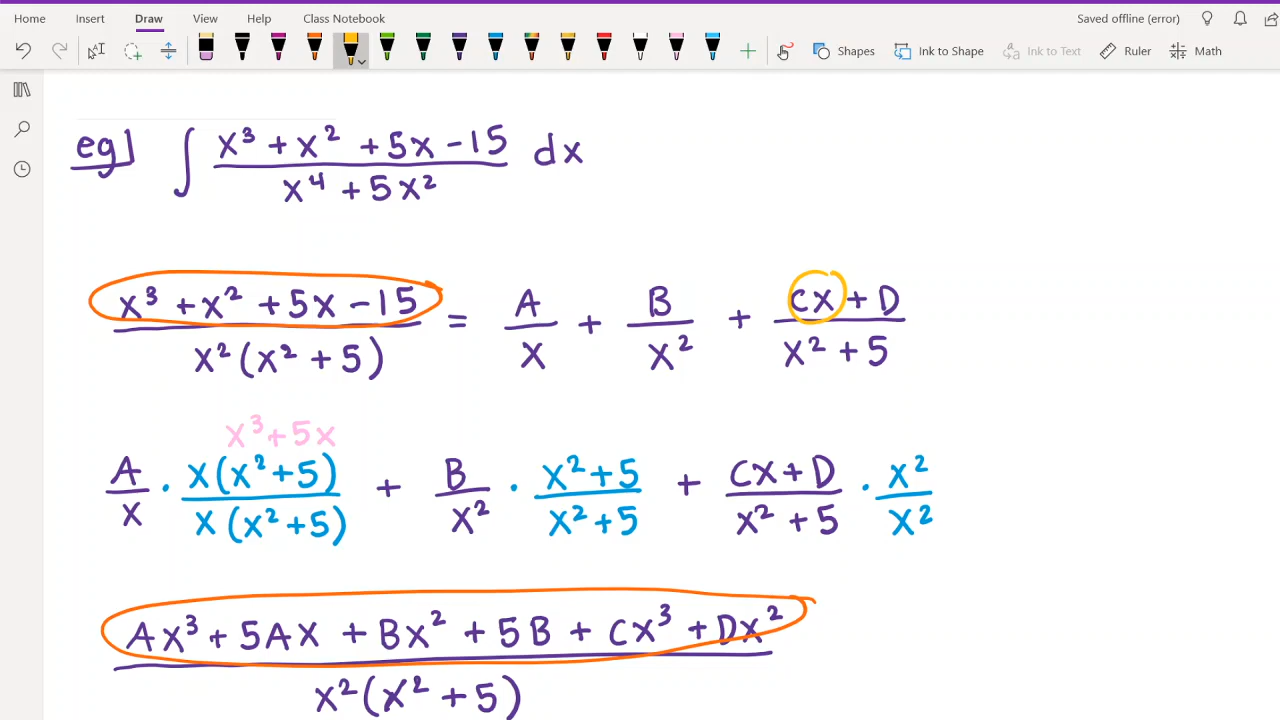 Home Insert Draw View Help Class Notebook Saved offline (error)
Shapes Ink to Shape Ink to Text Ruler Math
eg] ∫ (x³ + x² + 5x - 15)/(x⁴ + 5x²) dx
(x³ + x² + 5x - 15)/(x²(x² + 5)) = A/x + B/x² + (Cx + D)/(x² + 5)
x³ + 5x
A/x · (x(x² + 5))/(x(x² + 5)) + B/x² · (x² + 5)/(x² + 5) + (Cx + D)/(x² + 5) · x²/x²
(Ax³ + 5Ax + Bx² + 5B + Cx³ + Dx²)/(x²(x² + 5))